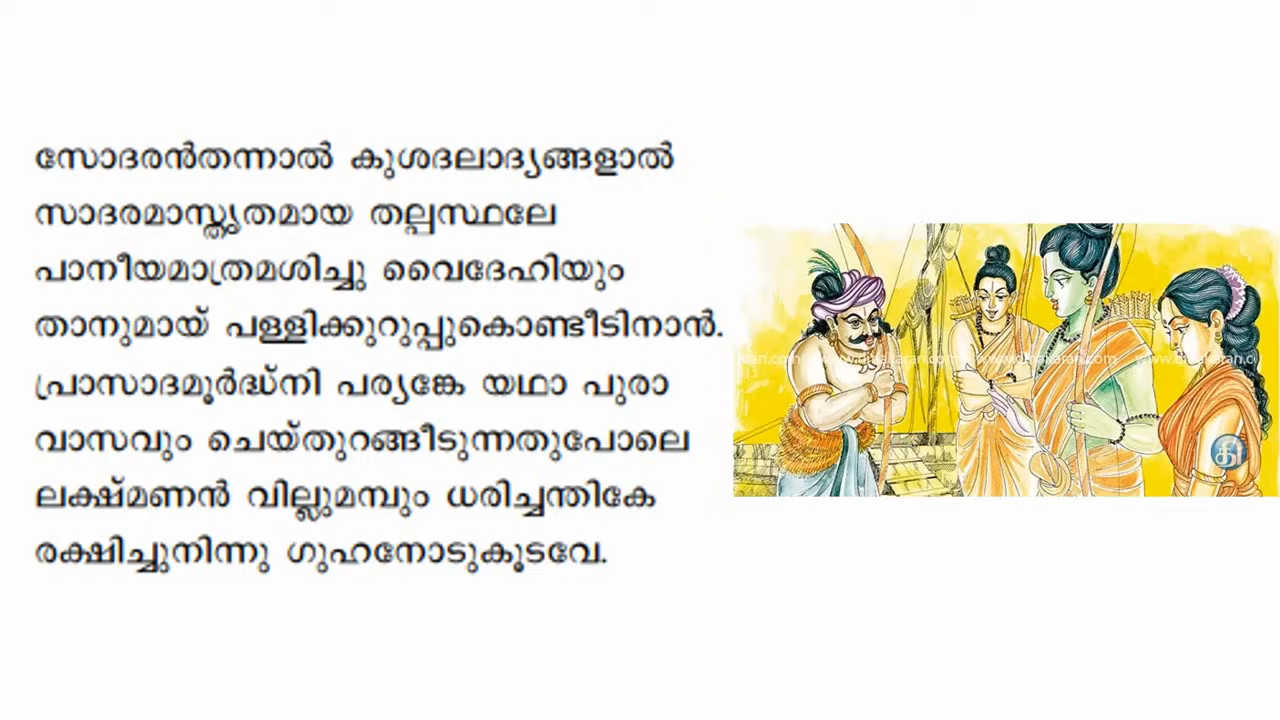 സോദരൻതന്നാൽ കുശദലാദ്യങ്ങളാൽ
സാദരമാസ്തൃതമായ തല്പസ്ഥലേ
പാനീയമാത്രമശിച്ചു വൈദേഹിയും
താനുമായ് പള്ളിക്കുറുപ്പുകൊണ്ടീടിനാൻ.
പ്രാസാദമൂർദ്ധ്നി പര്യങ്കേ യഥാ പുരാ
വാസവും ചെയ്തുറങ്ങീടുന്നതുപോലെ
ലക്ഷ്മണൻ വില്ലുമമ്പും ധരിച്ചന്തികേ
രക്ഷിച്ചുനിന്നു ഗുഹനോടുകൂടവേ.